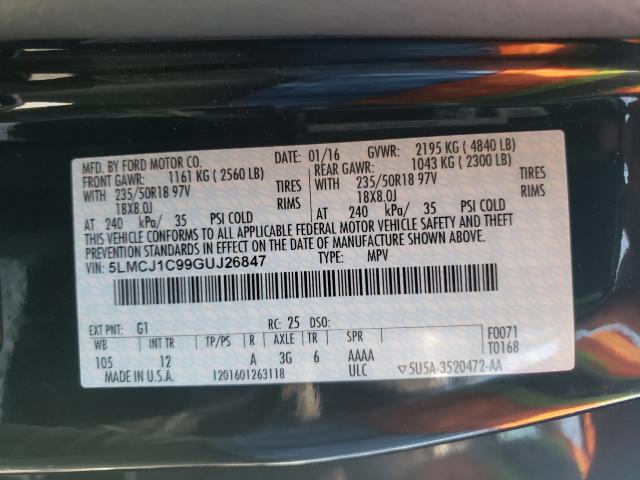 MFD. BY FORD MOTOR CO. DATE: 01/16 GVWR: 2195 KG ( 4840 LB)
FRONT GAWR: 1161 KG ( 2560 LB) REAR GAWR: 1043 KG ( 2300 LB)
WITH 235/50R18 97V TIRES WITH 235/50R18 97V TIRES
18X8.0J RIMS 18X8.0J RIMS
AT 240 kPa/ 35 PSI COLD AT 240 kPa/ 35 PSI COLD
THIS VEHICLE CONFORMS TO ALL APPLICABLE FEDERAL MOTOR VEHICLE SAFETY AND THEFT
PREVENTION STANDARDS IN EFFECT ON THE DATE OF MANUFACTURE SHOWN ABOVE.
VIN: 5LMCJ1C99GUJ26847 TYPE: MPV
EXT PNT: G1 RC: 25 DSO: F0071
WB INT TR TP/PS R AXLE TR SPR T0168
105 12 A 3G 6 AAAA
MADE IN U.S.A. 1201601263118 ULC ▽5U5A-3520472-AA